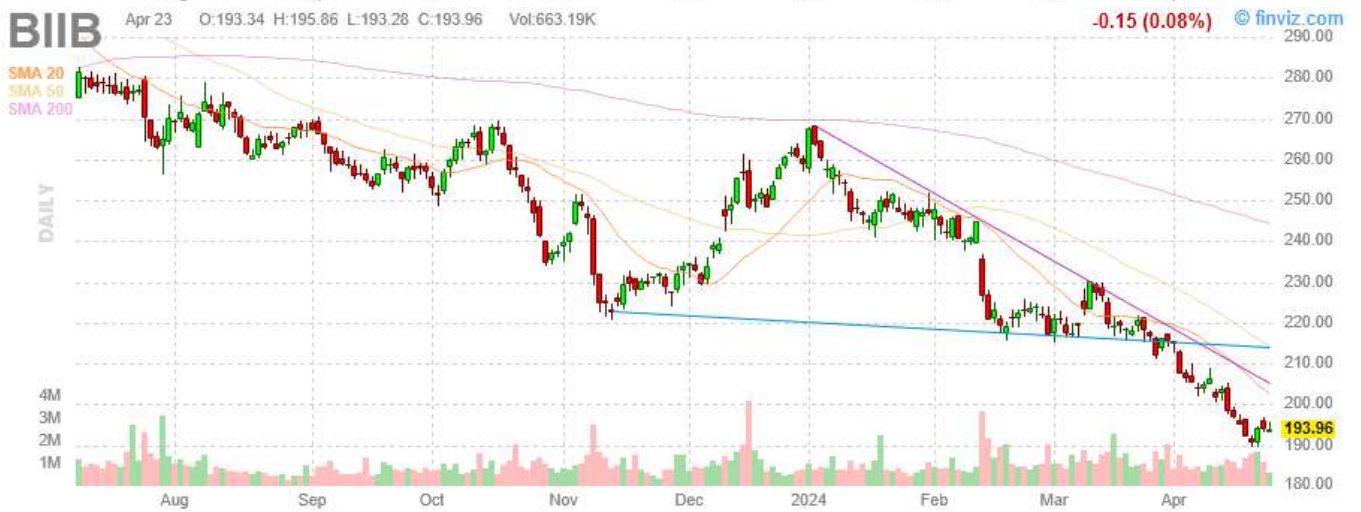 BIIB
Apr 23 O:193.34 H:195.86 L:193.28 C:193.96 Vol:663.19K
-0.15 (0.08%) © finviz.com
SMA 20
SMA 50
SMA 200
DAILY
290.00
280.00
270.00
260.00
250.00
240.00
230.00
220.00
210.00
200.00
193.96
190.00
180.00
4M
3M
2M
1M
Aug Sep Oct Nov Dec 2024 Feb Mar Apr